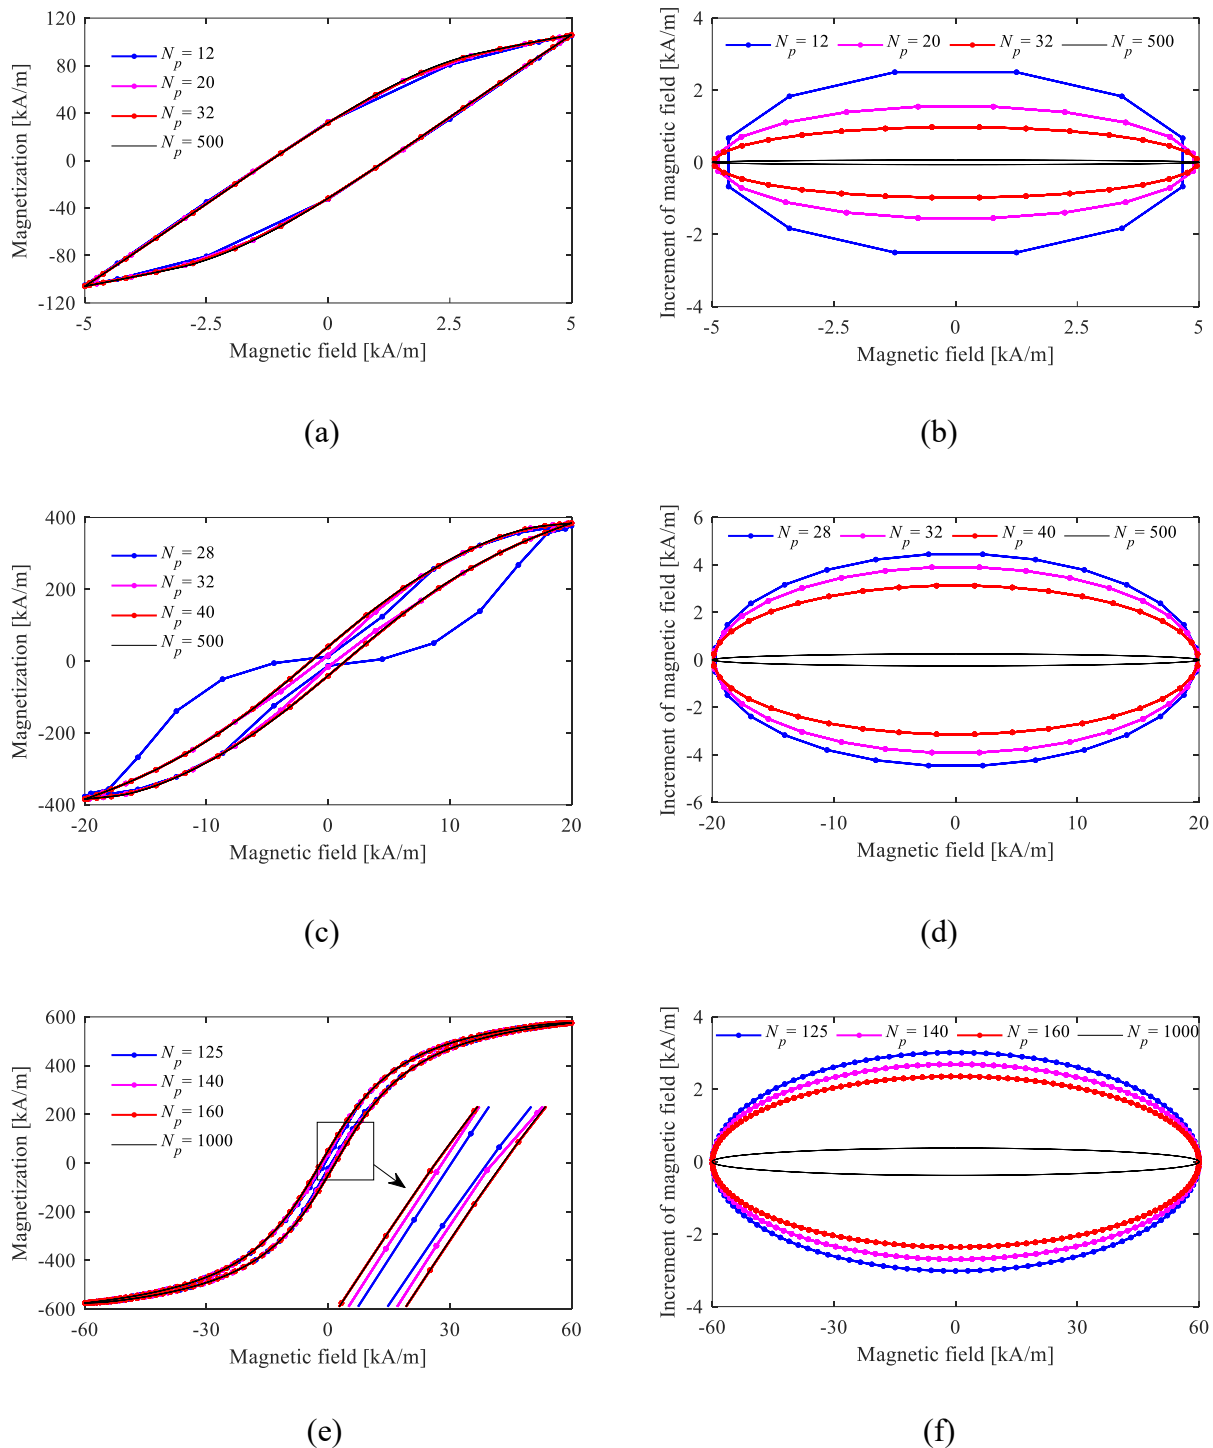 120
80
40
0
-40
-80
-120
Magnetization [kA/m]
N_p = 12
N_p = 20
N_p = 32
N_p = 500
-5
-2.5
0
2.5
5
Magnetic field [kA/m]
(a)
4
2
0
-2
-4
Increment of magnetic field [kA/m]
N_p = 12
N_p = 20
N_p = 32
N_p = 500
-5
-2.5
0
2.5
5
Magnetic field [kA/m]
(b)
400
200
0
-200
-400
Magnetization [kA/m]
N_p = 28
N_p = 32
N_p = 40
N_p = 500
-20
-10
0
10
20
Magnetic field [kA/m]
(c)
6
4
2
0
-2
-4
-6
Increment of magnetic field [kA/m]
N_p = 28
N_p = 32
N_p = 40
N_p = 500
-20
-10
0
10
20
Magnetic field [kA/m]
(d)
600
400
200
0
-200
-400
-600
Magnetization [kA/m]
N_p = 125
N_p = 140
N_p = 160
N_p = 1000
-60
-30
0
30
60
Magnetic field [kA/m]
(e)
4
2
0
-2
-4
Increment of magnetic field [kA/m]
N_p = 125
N_p = 140
N_p = 160
N_p = 1000
-60
-30
0
30
60
Magnetic field [kA/m]
(f)